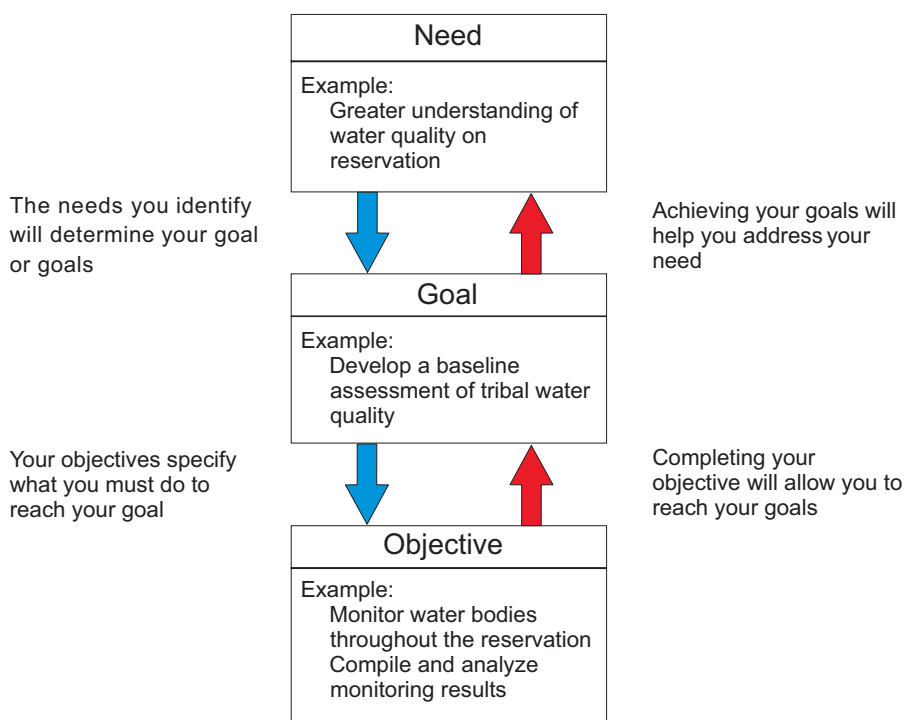 Need
Example:
Greater understanding of
water quality on
reservation
The needs you identify
will determine your goal
or goals
Achieving your goals will
help you address your
need
Goal
Example:
Develop a baseline
assessment of tribal water
quality
Your objectives specify
what you must do to
reach your goal
Completing your
objective will allow you to
reach your goals
Objective
Example:
Monitor water bodies
throughout the reservation
Compile and analyze
monitoring results